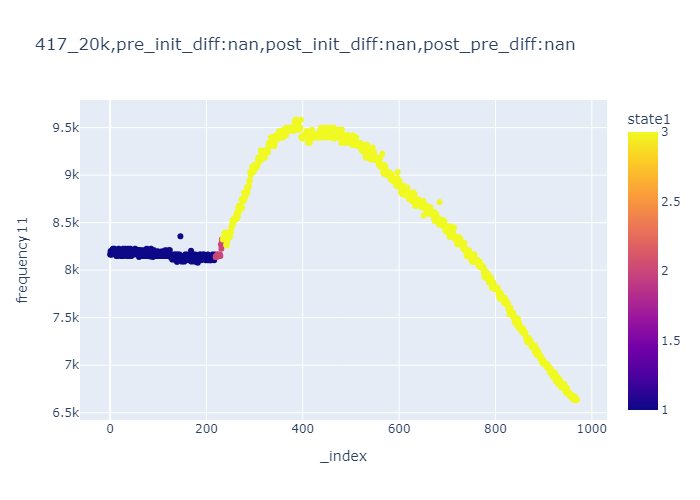 417_20k,pre_init_diff:nan,post_init_diff:nan,post_pre_diff:nan
state1
9.5k
9k
8.5k
8k
7.5k
7k
6.5k
frequency11
0
200
400
600
800
1000
_index
3
2.5
2
1.5
1